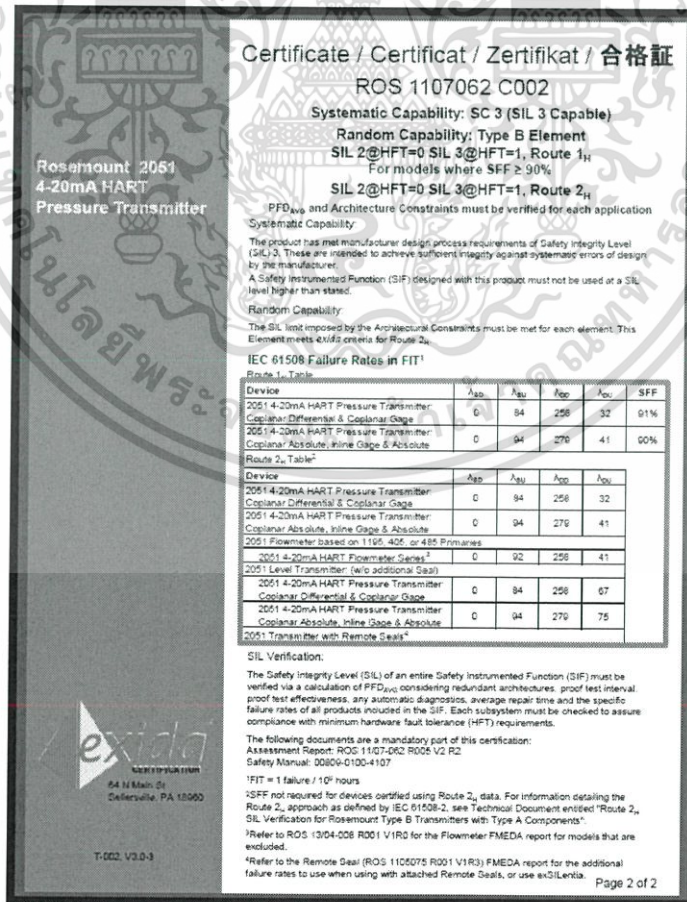 Certificate / Certificat / Zertifikat / 合格証
ROS 1107062 C002
Systematic Capability: SC 3 (SIL 3 Capable)
Random Capability: Type B Element
SIL 2@HFT=0 SIL 3@HFT=1, Route 1H
For models where SFF ≥ 90%
SIL 2@HFT=0 SIL 3@HFT=1, Route 2H
PFDAVG and Architecture Constraints must be verified for each application
Rosemount 2051
4-20mA HART
Pressure Transmitter
Systematic Capability:
The product has met manufacturer design process requirements of Safety Integrity Level
(SIL) 3. These are intended to achieve sufficient integrity against systematic errors of design
by the manufacturer.
A Safety Instrumented Function (SIF) designed with this product must not be used at a SIL
level higher than stated.
Random Capability:
The SIL limit imposed by the Architectural Constraints must be met for each element. This
Element meets exida criteria for Route 2H
IEC 61508 Failure Rates in FIT¹
Route 1H Table
Device λSD λSU λDD λDU SFF
2051 4-20mA HART Pressure Transmitter:
Coplanar Differential & Coplanar Gage 0 84 258 32 91%
2051 4-20mA HART Pressure Transmitter:
Coplanar Absolute, Inline Gage & Absolute 0 94 279 41 90%
Route 2H Table²
Device λSD λSU λDD λDU
2051 4-20mA HART Pressure Transmitter:
Coplanar Differential & Coplanar Gage 0 84 258 32
2051 4-20mA HART Pressure Transmitter:
Coplanar Absolute, Inline Gage & Absolute 0 94 279 41
2051 Flowmeter based on 1195, 405, or 485 Primaries
2051 4-20mA HART Flowmeter Series³ 0 92 258 41
2051 Level Transmitter: (w/o additional Seal)
2051 4-20mA HART Pressure Transmitter
Coplanar Differential & Coplanar Gage 0 84 258 67
2051 4-20mA HART Pressure Transmitter
Coplanar Absolute, Inline Gage & Absolute 0 94 279 75
2051 Transmitter with Remote Seals⁴
SIL Verification:
The Safety Integrity Level (SIL) of an entire Safety Instrumented Function (SIF) must be
verified via a calculation of PFDAVG considering redundant architectures, proof test interval,
proof test effectiveness, any automatic diagnostics, average repair time and the specific
failure rates of all products included in the SIF. Each subsystem must be checked to assure
compliance with minimum hardware fault tolerance (HFT) requirements.
The following documents are a mandatory part of this certification:
Assessment Report: ROS 11/07-062 R005 V2 R2
Safety Manual: 00809-0100-4107
¹FIT = 1 failure / 10⁹ hours
²SFF not required for devices certified using Route 2H data. For information detailing the
Route 2H approach as defined by IEC 61508-2, see Technical Document entitled "Route 2H
SIL Verification for Rosemount Type B Transmitters with Type A Components".
³Refer to ROS 13/04-008 R001 V1R0 for the Flowmeter FMEDA report for models that are
excluded.
⁴Refer to the Remote Seal (ROS 1105075 R001 V1R3) FMEDA report for the additional
failure rates to use when using with attached Remote Seals, or use exSILentia.
exida
CERTIFICATION
64 N Main St
Sellersville, PA 18960
T-002, V3.0-3
Page 2 of 2